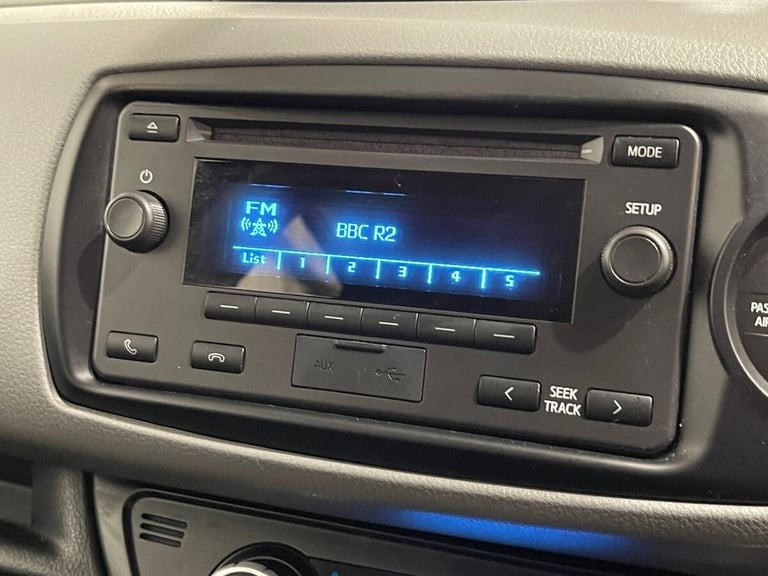 MODE
SETUP
FM
BBC R2
List 1 2 3 4 5
AUX
SEEK
TRACK
PAS
AIR